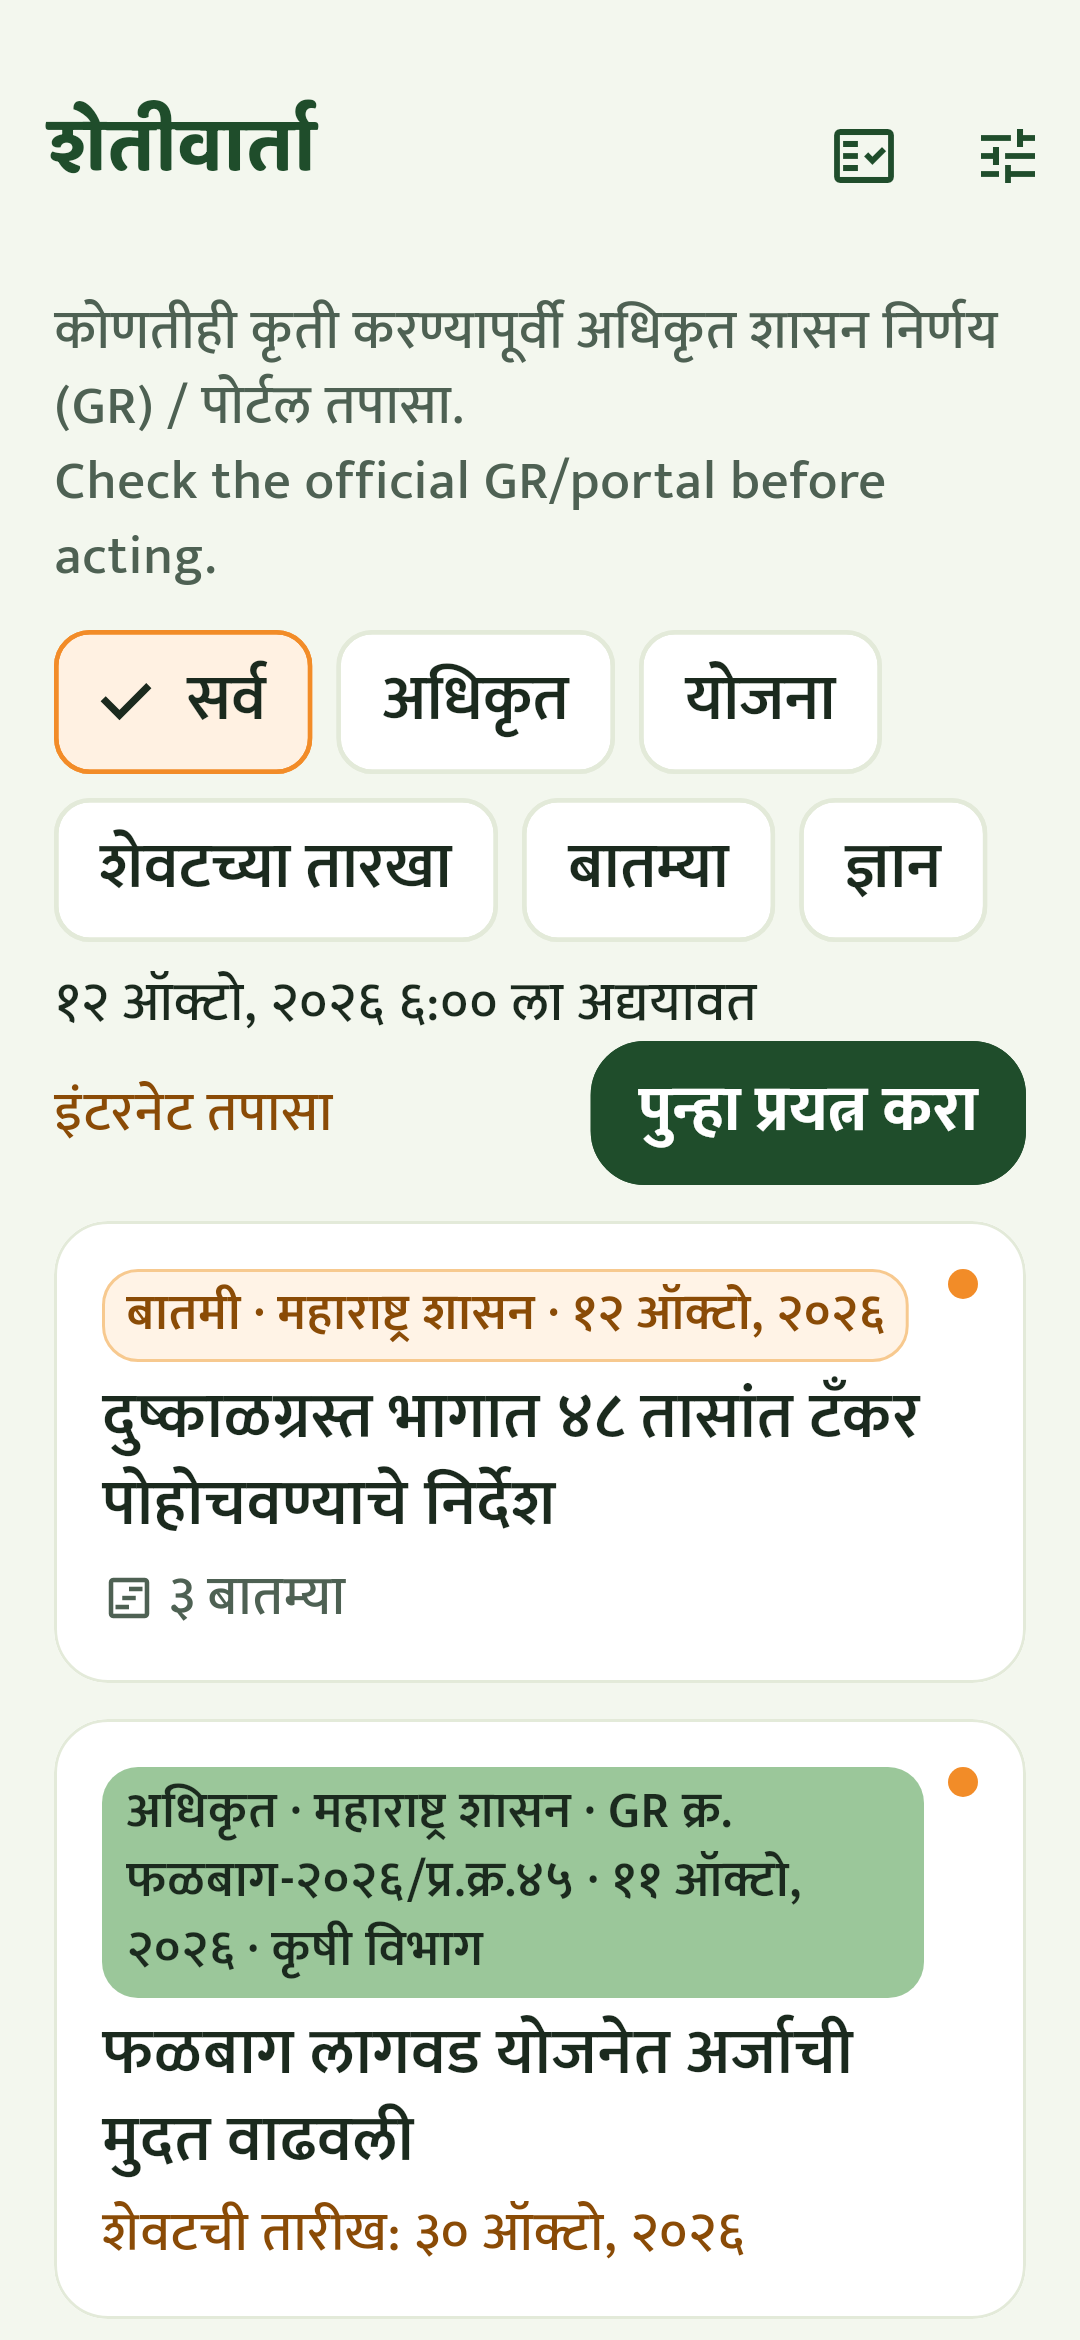 शेतीवार्ता
कोणतीही कृती करण्यापूर्वी अधिकृत शासन निर्णय
(GR) / पोर्टल तपासा.
Check the official GR/portal before
acting.
सर्व
अधिकृत
योजना
शेवटच्या तारखा
बातम्या
ज्ञान
१२ ऑक्टो, २०२६ ६:०० ला अद्ययावत
इंटरनेट तपासा
पुन्हा प्रयत्न करा
बातमी · महाराष्ट्र शासन · १२ ऑक्टो, २०२६
दुष्काळग्रस्त भागात ४८ तासांत टँकर
पोहोचवण्याचे निर्देश
३ बातम्या
अधिकृत · महाराष्ट्र शासन · GR क्र.
फळबाग-२०२६/प्र.क्र.४५ · ११ ऑक्टो,
२०२६ · कृषी विभाग
फळबाग लागवड योजनेत अर्जाची
मुदत वाढवली
शेवटची तारीख: ३० ऑक्टो, २०२६